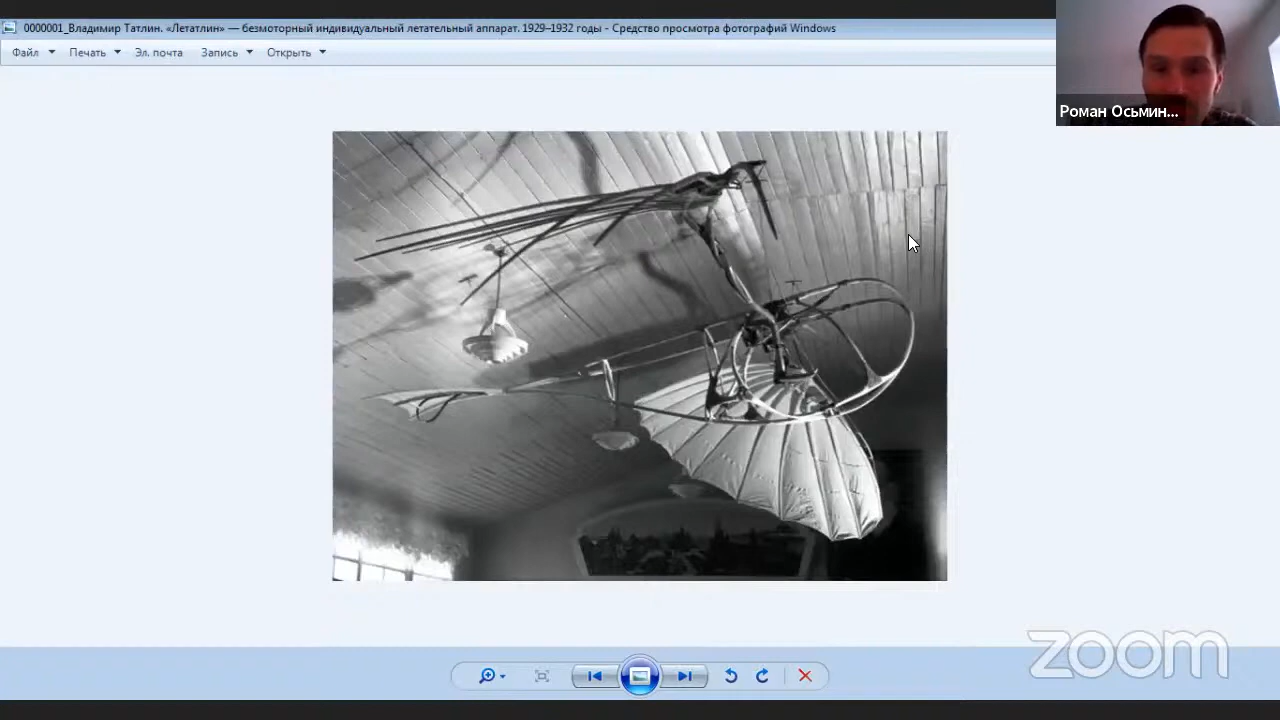 0000001_Владимир Татлин. «Летатлин» — безмоторный индивидуальный летательный аппарат. 1929–1932 годы - Средство просмотра фотографий Windows
Файл Печать Эл. почта Запись Открыть
Роман Осьмин...
zoom